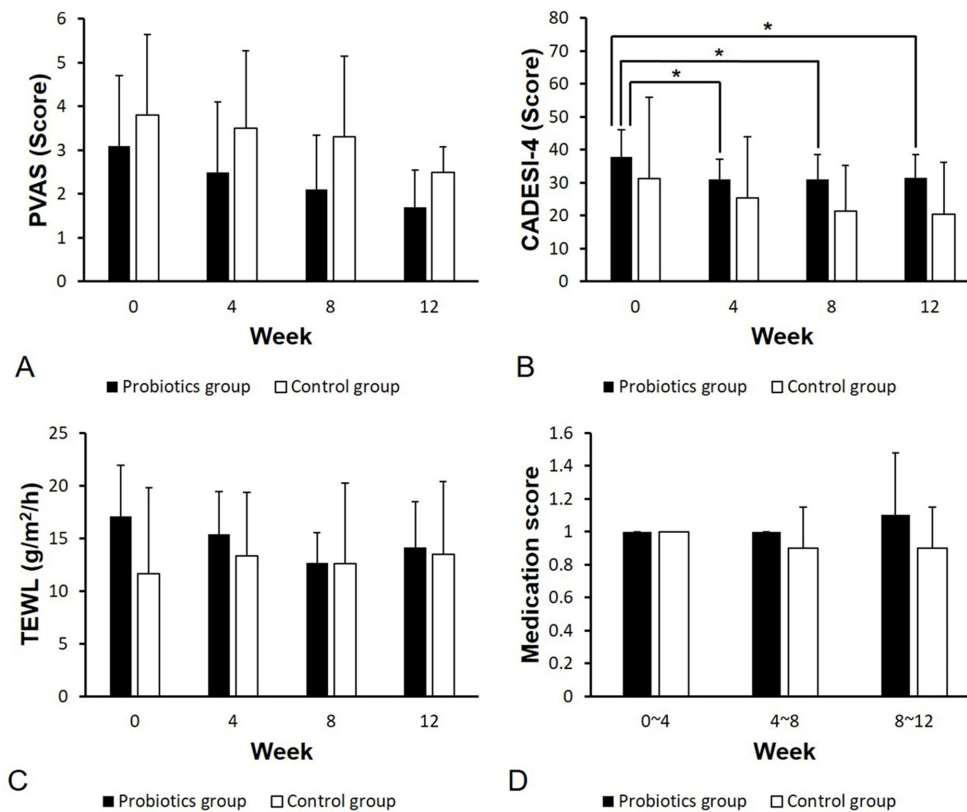 PVAS (Score)
6
5
4
3
2
1
0
0 4 8 12
Week
A
Probiotics group Control group
CADESI-4 (Score)
80
70
60
50
40
30
20
10
0
* 
*
*
0 4 8 12
Week
B
Probiotics group Control group
TEWL (g/m²/h)
25
20
15
10
5
0
0 4 8 12
Week
C
Probiotics group Control group
Medication score
1.6
1.4
1.2
1
0.8
0.6
0.4
0.2
0
0~4 4~8 8~12
Week
D
Probiotics group Control group